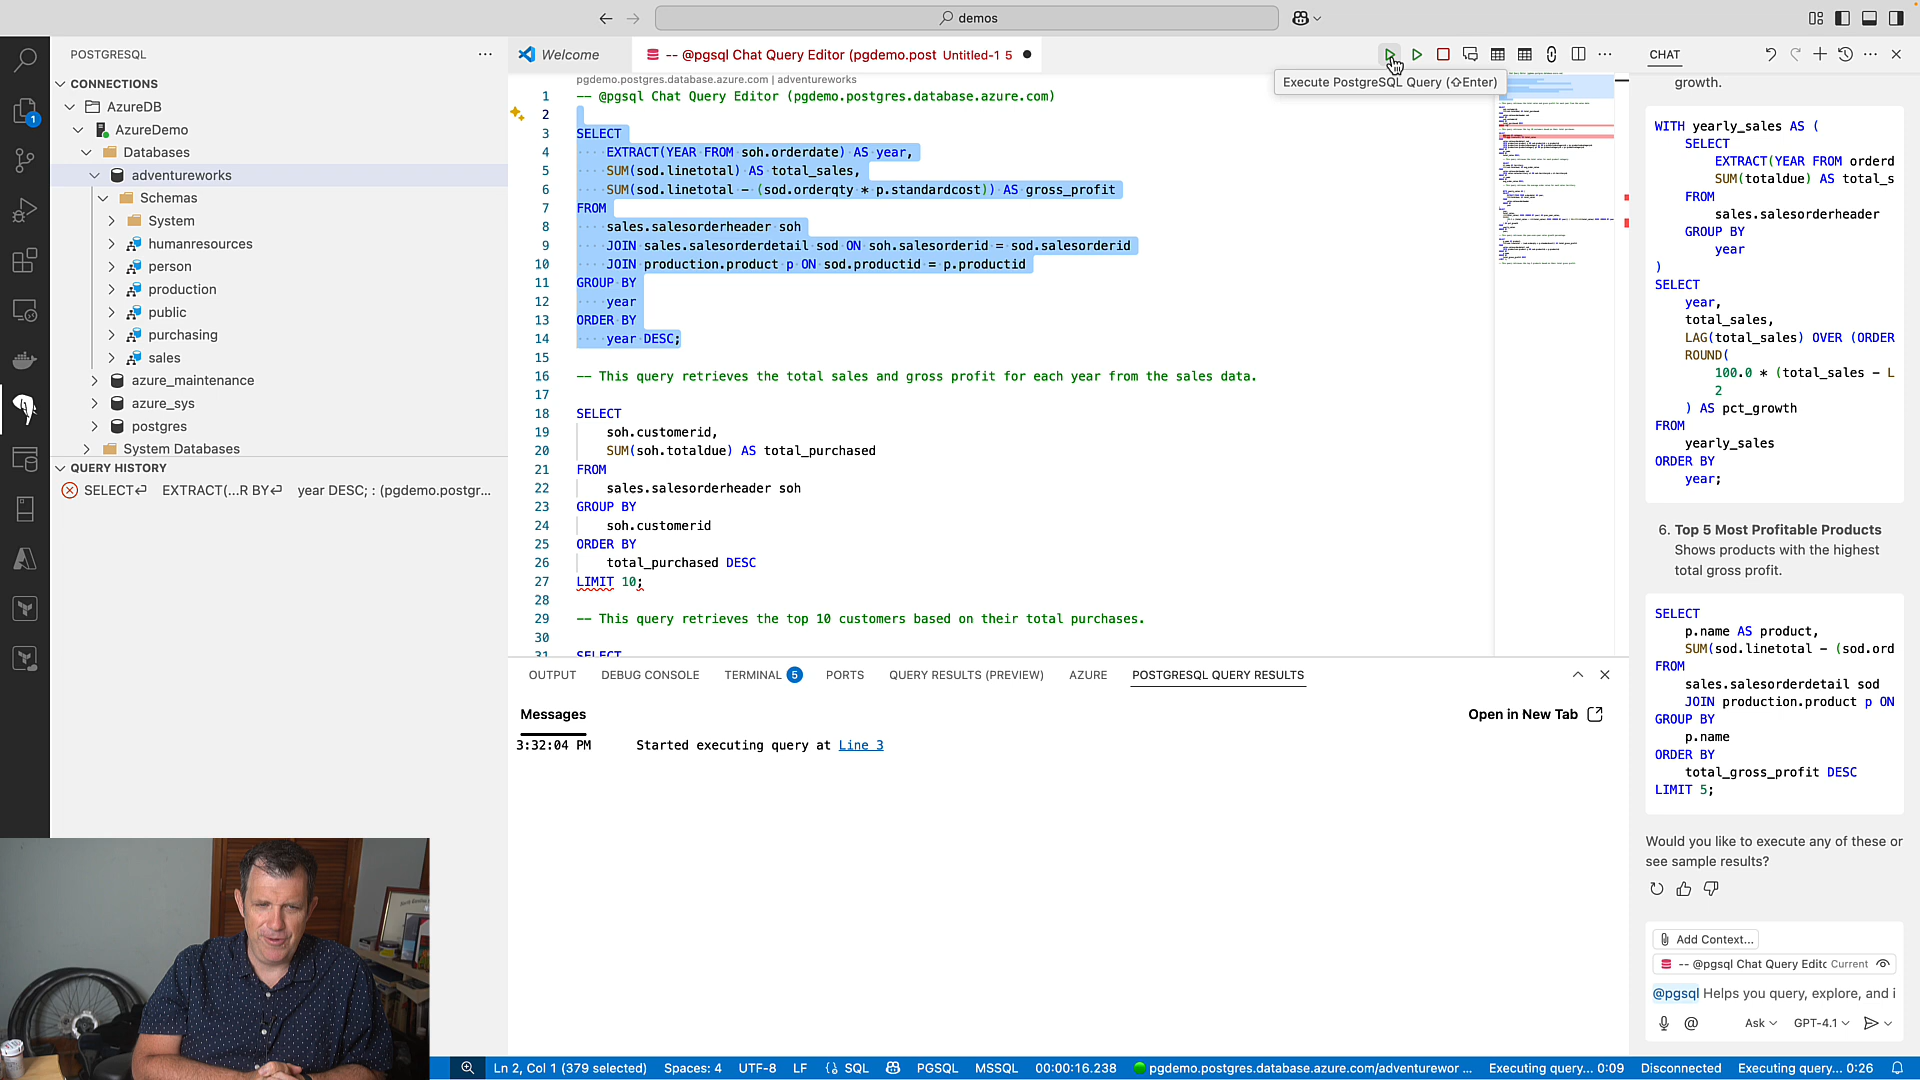 demos
POSTGRESQL
Welcome
-- @pgsql Chat Query Editor (pgdemo.post Untitled-1 5
CHAT
Execute PostgreSQL Query (⇧Enter)
CONNECTIONS
AzureDB
AzureDemo
Databases
adventureworks
Schemas
System
humanresources
person
production
public
purchasing
sales
azure_maintenance
azure_sys
postgres
System Databases
QUERY HISTORY
SELECT↵ EXTRACT(...R BY↵ year DESC; : (pgdemo.postgr...
1
pgdemo.postgres.database.azure.com | adventureworks
1 -- @pgsql Chat Query Editor (pgdemo.postgres.database.azure.com)
2
3 SELECT
4 EXTRACT(YEAR FROM soh.orderdate) AS year,
5 SUM(sod.linetotal) AS total_sales,
6 SUM(sod.linetotal - (sod.orderqty * p.standardcost)) AS gross_profit
7 FROM
8 sales.salesorderheader soh
9 JOIN sales.salesorderdetail sod ON soh.salesorderid = sod.salesorderid
10 JOIN production.product p ON sod.productid = p.productid
11 GROUP BY
12 year
13 ORDER BY
14 year DESC;
15
16 -- This query retrieves the total sales and gross profit for each year from the sales data.
17
18 SELECT
19 soh.customerid,
20 SUM(soh.totaldue) AS total_purchased
21 FROM
22 sales.salesorderheader soh
23 GROUP BY
24 soh.customerid
25 ORDER BY
26 total_purchased DESC
27 LIMIT 10;
28
29 -- This query retrieves the top 10 customers based on their total purchases.
30
31 SELECT
OUTPUT
DEBUG CONSOLE
TERMINAL 5
PORTS
QUERY RESULTS (PREVIEW)
AZURE
POSTGRESQL QUERY RESULTS
Messages
Open in New Tab
3:32:04 PM Started executing query at Line 3
growth.
WITH yearly_sales AS (
SELECT
EXTRACT(YEAR FROM orderd
SUM(totaldue) AS total_s
FROM
sales.salesorderheader
GROUP BY
year
)
SELECT
year,
total_sales,
LAG(total_sales) OVER (ORDER
ROUND(
100.0 * (total_sales - L
2
) AS pct_growth
FROM
yearly_sales
ORDER BY
year;
6. Top 5 Most Profitable Products
Shows products with the highest
total gross profit.
SELECT
p.name AS product,
SUM(sod.linetotal - (sod.ord
FROM
sales.salesorderdetail sod
JOIN production.product p ON
GROUP BY
p.name
ORDER BY
total_gross_profit DESC
LIMIT 5;
Would you like to execute any of these or
see sample results?
Add Context...
-- @pgsql Chat Query Edito Current
@pgsql Helps you query, explore, and i
Ask GPT-4.1
Ln 2, Col 1 (379 selected) Spaces: 4 UTF-8 LF SQL PGSQL MSSQL 00:00:16.238 pgdemo.postgres.database.azure.com/adventurewor ... Executing query... 0:09 Disconnected Executing query... 0:26